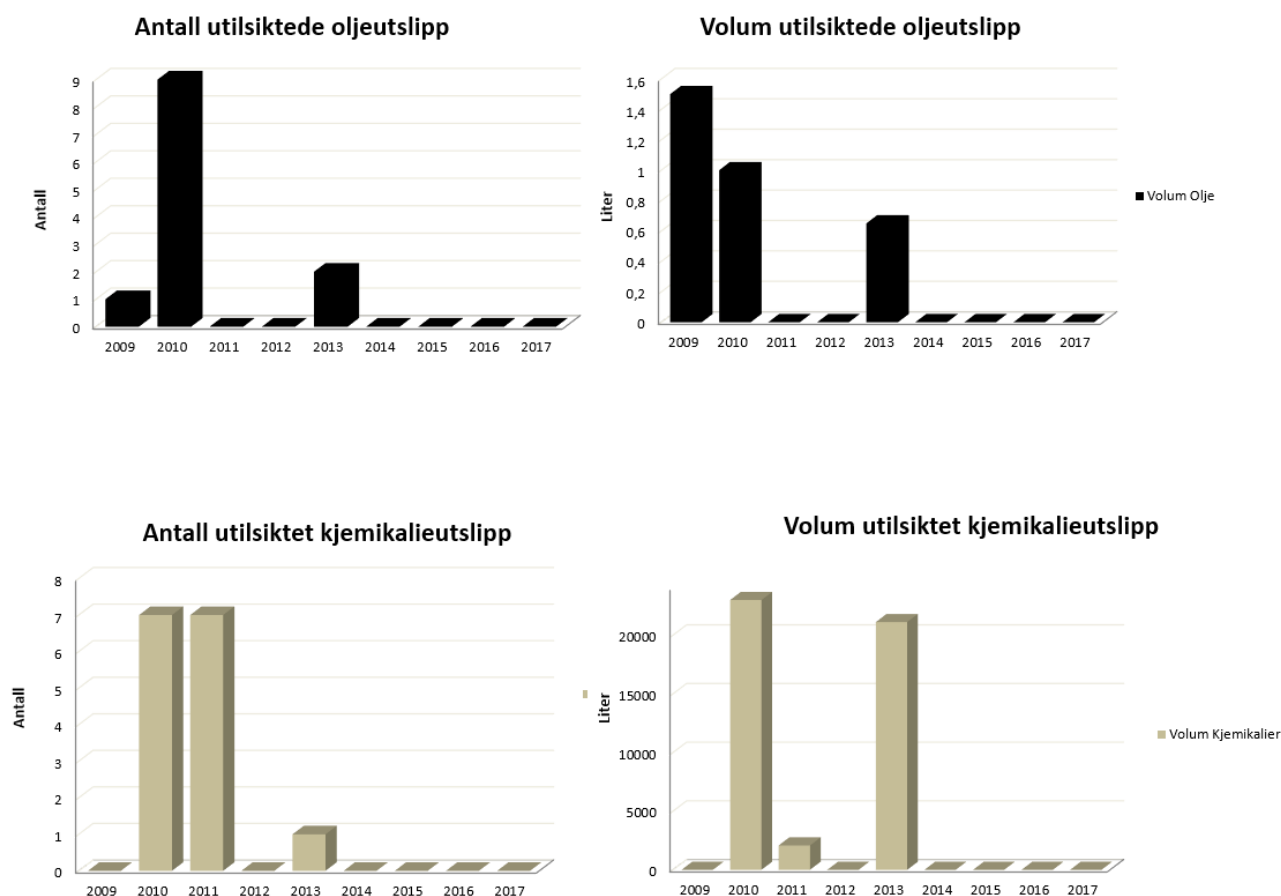 Antall utilsiktede oljeutslipp
9
8
7
6
5
4
3
2
1
0
Antall
2009 2010 2011 2012 2013 2014 2015 2016 2017
Volum utilsiktede oljeutslipp
1,6
1,4
1,2
1
0,8
0,6
0,4
0,2
0
Liter
2009 2010 2011 2012 2013 2014 2015 2016 2017
Volum Olje
Antall utilsiktet kjemikalieutslipp
8
7
6
5
4
3
2
1
0
Antall
2009 2010 2011 2012 2013 2014 2015 2016 2017
Volum utilsiktet kjemikalieutslipp
20000
15000
10000
5000
0
Liter
2009 2010 2011 2012 2013 2014 2015 2016 2017
Volum Kjemikalier